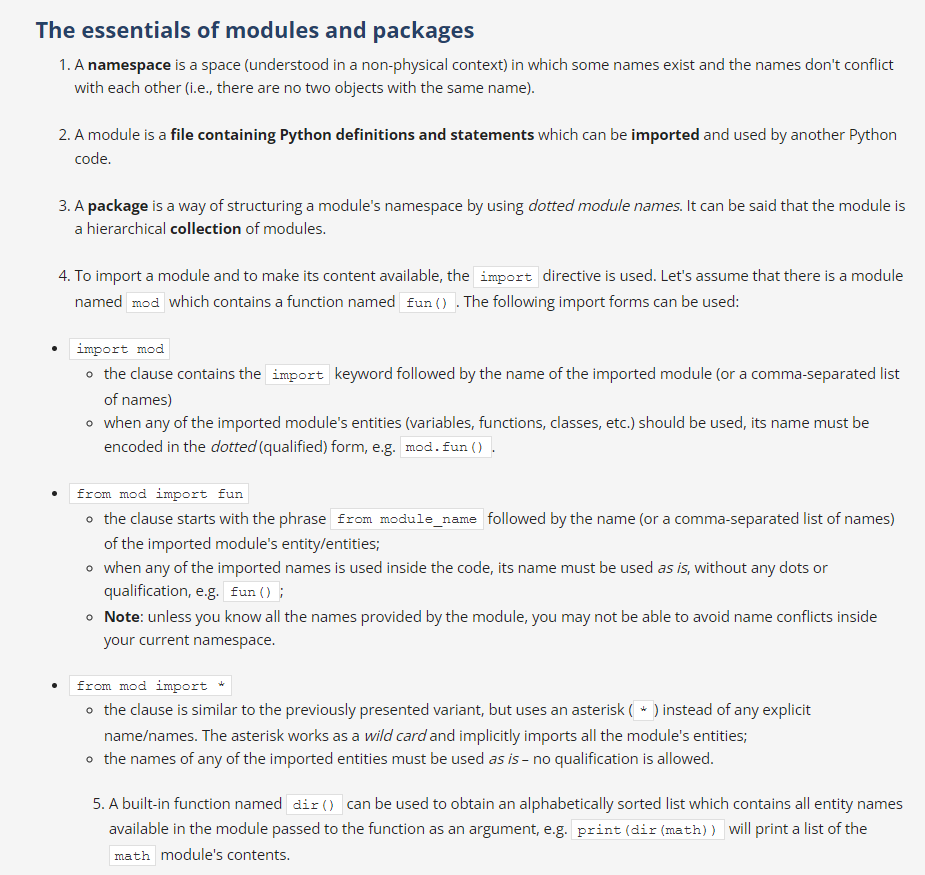 The essentials of modules and packages
1. A namespace is a space (understood in a non-physical context) in which some names exist and the names don't conflict
with each other (i.e., there are no two objects with the same name).
2. A module is a file containing Python definitions and statements which can be imported and used by another Python
code.
3. A package is a way of structuring a module's namespace by using dotted module names. It can be said that the module is
a hierarchical collection of modules.
4. To import a module and to make its content available, the import directive is used. Let's assume that there is a module
named mod which contains a function named fun(). The following import forms can be used:
• import mod
◦ the clause contains the import keyword followed by the name of the imported module (or a comma-separated list
of names)
◦ when any of the imported module's entities (variables, functions, classes, etc.) should be used, its name must be
encoded in the dotted (qualified) form, e.g. mod.fun().
• from mod import fun
◦ the clause starts with the phrase from module_name followed by the name (or a comma-separated list of names)
of the imported module's entity/entities;
◦ when any of the imported names is used inside the code, its name must be used as is, without any dots or
qualification, e.g. fun();
◦ Note: unless you know all the names provided by the module, you may not be able to avoid name conflicts inside
your current namespace.
• from mod import *
◦ the clause is similar to the previously presented variant, but uses an asterisk (*) instead of any explicit
name/names. The asterisk works as a wild card and implicitly imports all the module's entities;
◦ the names of any of the imported entities must be used as is – no qualification is allowed.
5. A built-in function named dir() can be used to obtain an alphabetically sorted list which contains all entity names
available in the module passed to the function as an argument, e.g. print(dir(math)) will print a list of the
math module's contents.